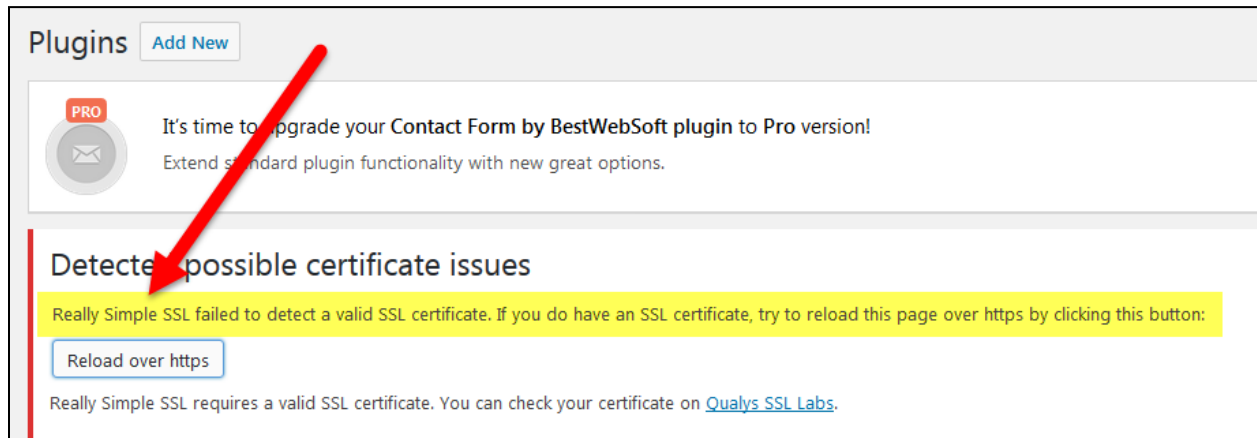 Plugins Add New
PRO
It's time to upgrade your Contact Form by BestWebSoft plugin to Pro version!
Extend standard plugin functionality with new great options.
Detected possible certificate issues
Really Simple SSL failed to detect a valid SSL certificate. If you do have an SSL certificate, try to reload this page over https by clicking this button:
Reload over https
Really Simple SSL requires a valid SSL certificate. You can check your certificate on Qualys SSL Labs.